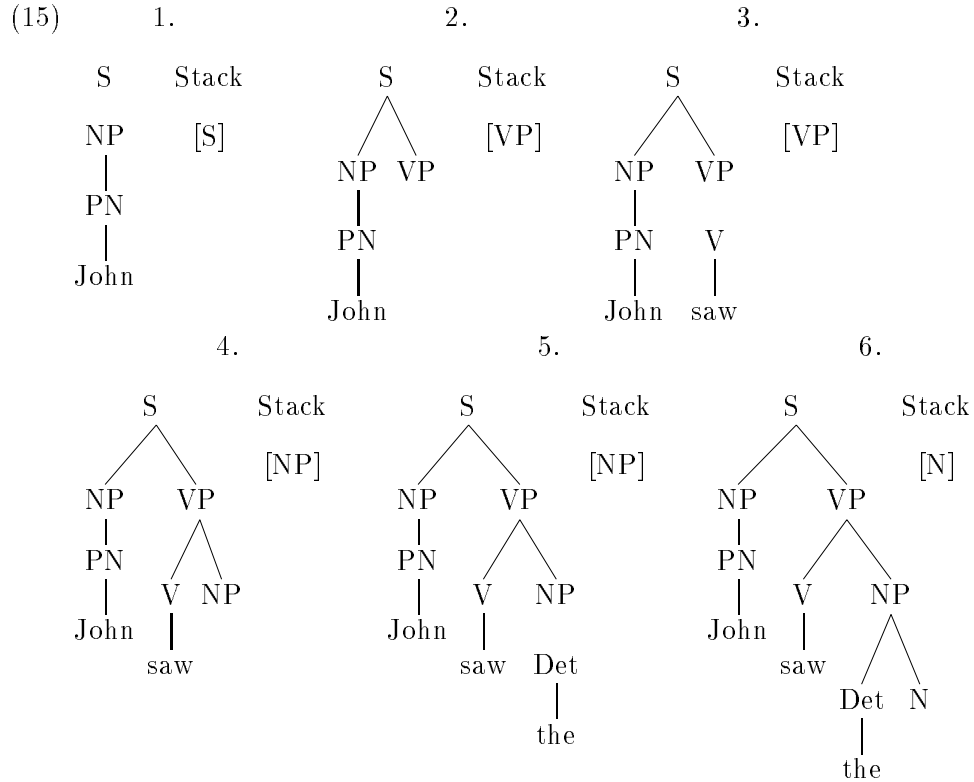 (15) 1. 2. 3.
S Stack S Stack S Stack
NP [S] [VP] [VP]
NP VP NP VP
PN
PN PN V
John
John John saw
4. 5. 6.
S Stack S Stack S Stack
[NP] [NP] [N]
NP VP NP VP NP VP
PN PN PN
V NP V NP V NP
John John John
saw saw Det saw
Det N
the
the